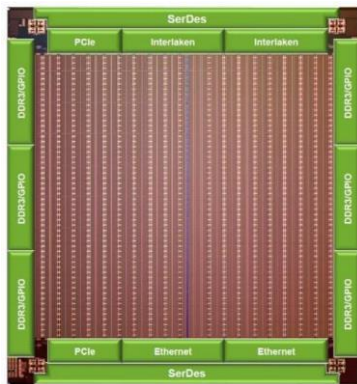 SerDes
PCIe Interlaken Interlaken
DDR3/GPIO DDR3/GPIO
DDR3/GPIO DDR3/GPIO
DDR3/GPIO DDR3/GPIO
PCIe Ethernet Ethernet
SerDes